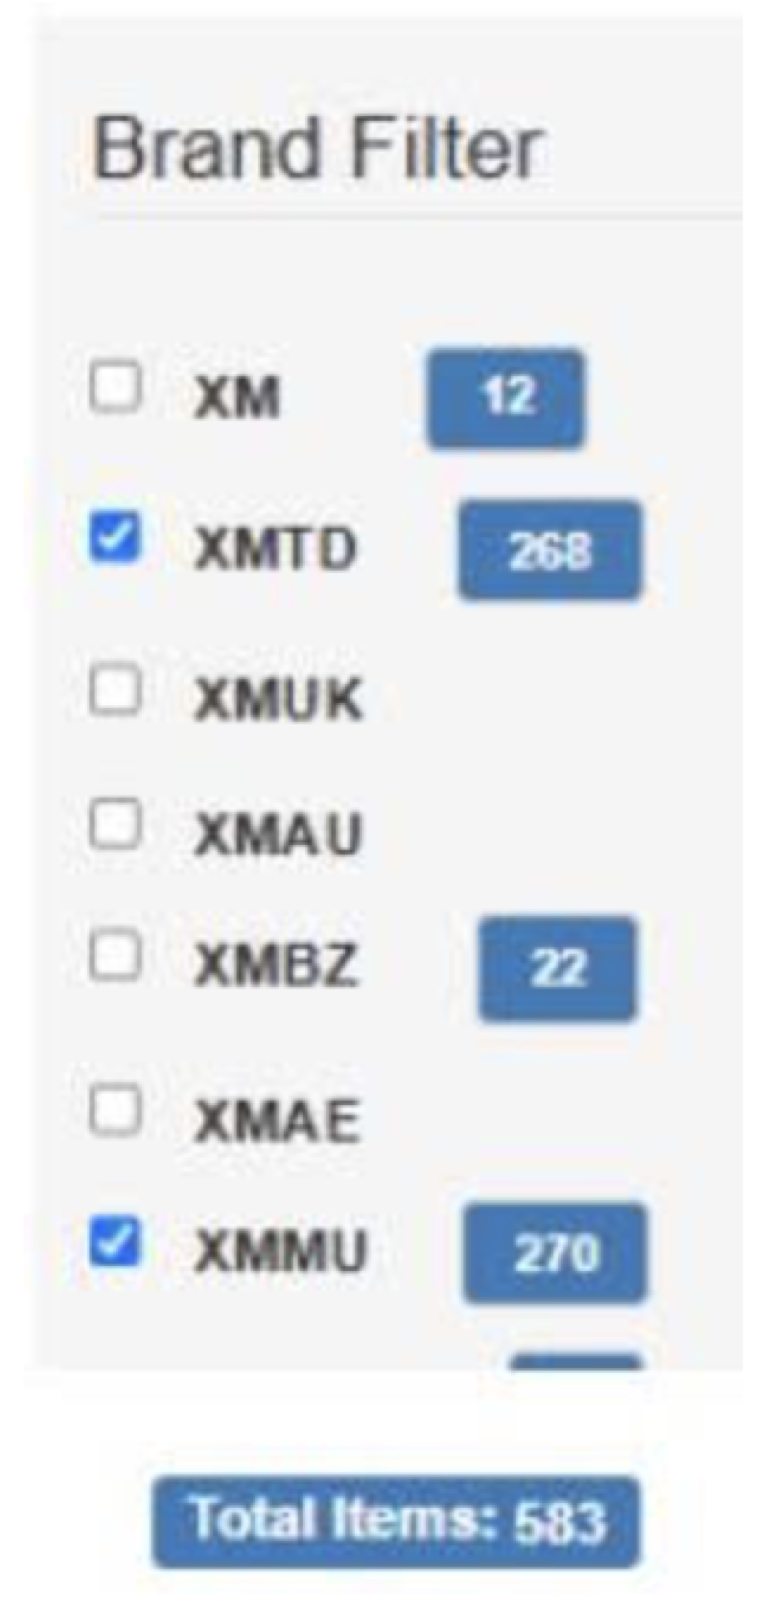 Brand Filter
XM 12
XMTD 268
XMUK
XMAU
XMBZ 22
XMAE
XMMU 270
Total Items: 583